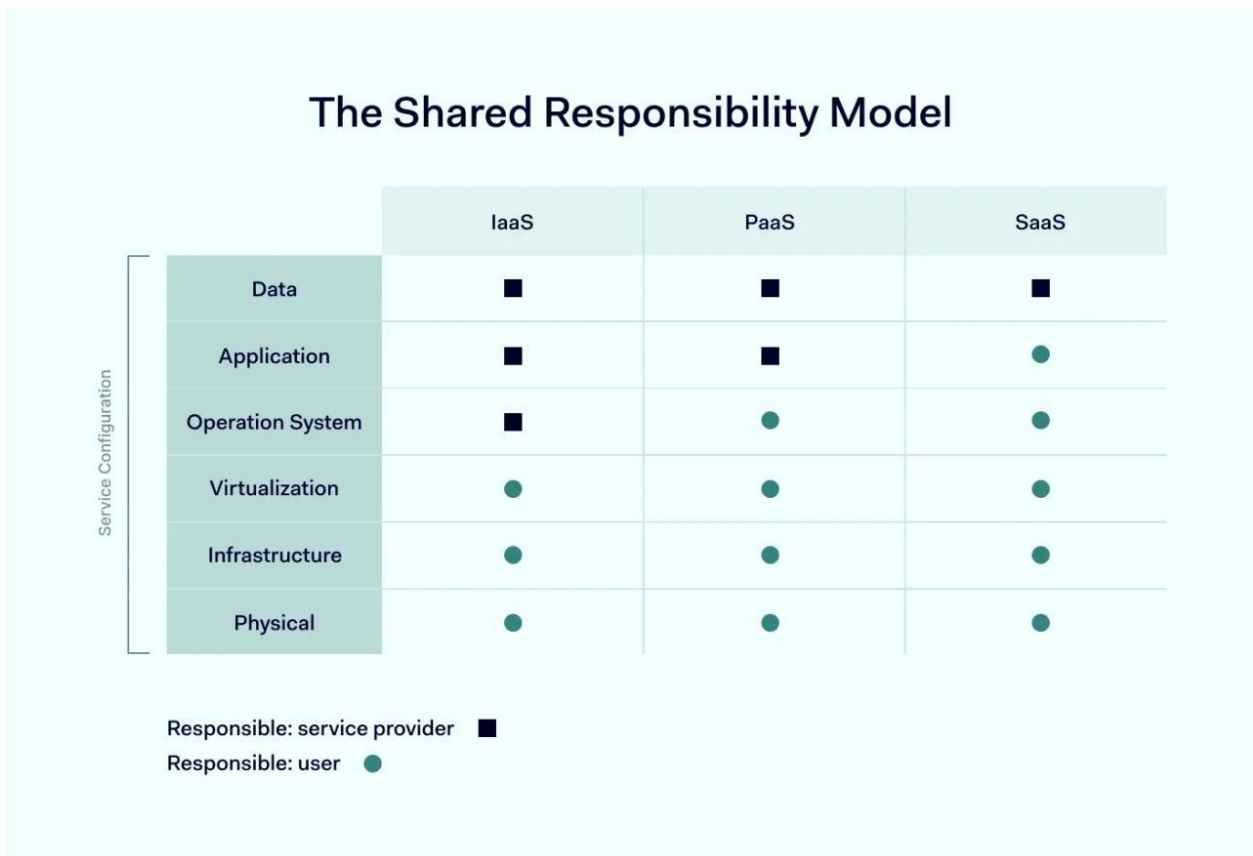 The Shared Responsibility Model
IaaS PaaS SaaS
Service Configuration
Data
Application
Operation System
Virtualization
Infrastructure
Physical
Responsible: service provider
Responsible: user